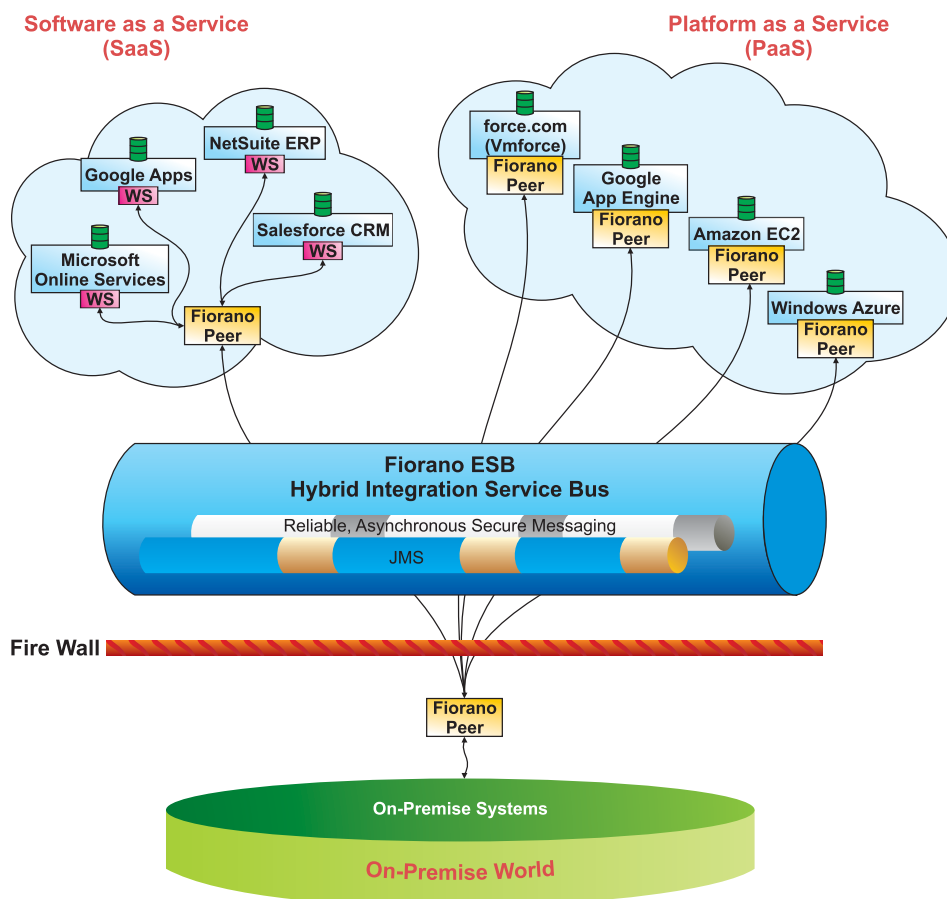 Software as a Service
(SaaS)
Platform as a Service
(PaaS)
NetSuite ERP
WS
Google Apps
WS
Salesforce CRM
WS
Microsoft
Online Services
WS
Fiorano
Peer
force.com
(Vmforce)
Fiorano
Peer
Google
App Engine
Fiorano
Peer
Amazon EC2
Fiorano
Peer
Windows Azure
Fiorano
Peer
Fiorano ESB
Hybrid Integration Service Bus
Reliable, Asynchronous Secure Messaging
JMS
Fire Wall
Fiorano
Peer
On-Premise Systems
On-Premise World